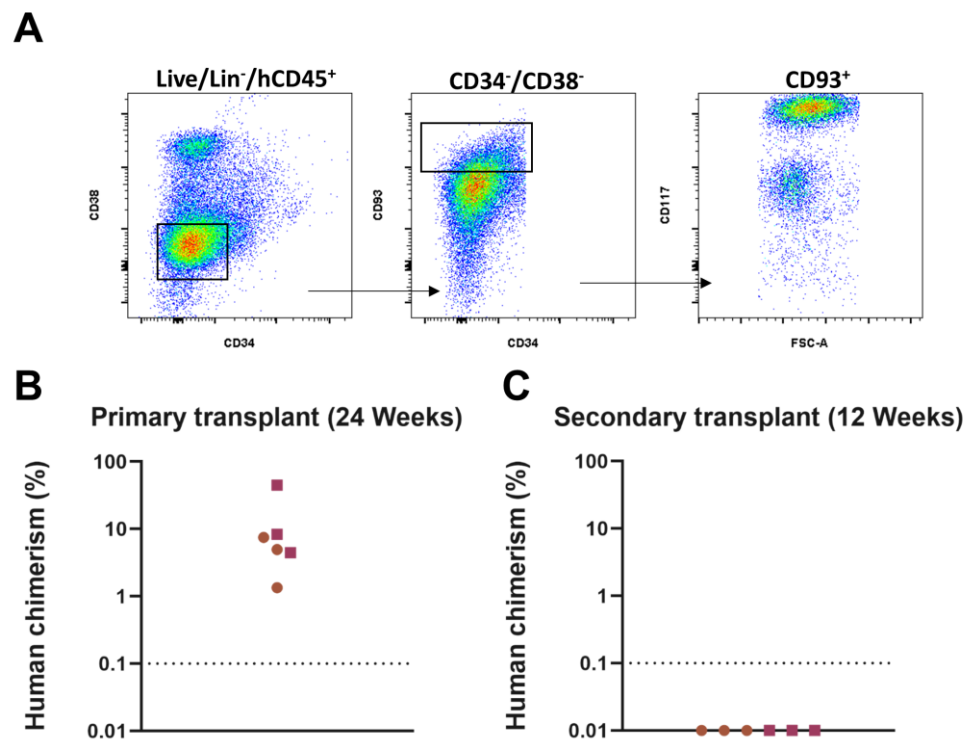 A
Live/Lin⁻/hCD45⁺
CD34⁻/CD38⁻
CD93⁺
CD38
CD34
CD93
CD34
CD117
FSC-A
B
Primary transplant (24 Weeks)
Human chimerism (%)
100
10
1
0.1
0.01
C
Secondary transplant (12 Weeks)
Human chimerism (%)
100
10
1
0.1
0.01